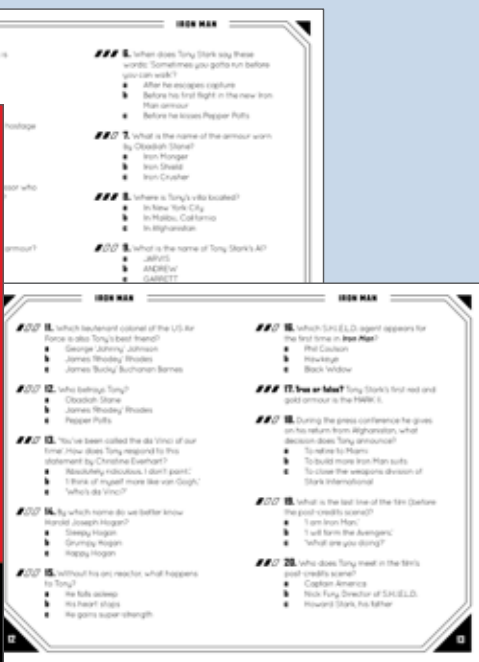 IRON MAN
is
hostage
armour?
6. When does Tony Stark say these
words: 'Sometimes you gotta run before
you can walk'?
a After he escapes capture
b Before his first flight in the new Iron
Man armour
c Before he kisses Pepper Potts
7. What is the name of the armour worn
by Obadiah Stane?
a Iron Monger
b Iron Shield
c Iron Crusher
8. Where is Tony's villa located?
a In New York City
b In Malibu, California
c In Afghanistan
9. What is the name of Tony Stark's AI?
a JARVIS
b ANDREW
c GARRETT
IRON MAN
11. Which lieutenant colonel of the US Air
Force is also Tony's best friend?
a George 'Johnny' Johnson
b James 'Rhodey' Rhodes
c James 'Bucky' Buchanan Barnes
12. Who betrays Tony?
a Obadiah Stane
b James 'Rhodey' Rhodes
c Pepper Potts
13. 'You've been called the da Vinci of our
time'. How does Tony respond to this
statement by Christine Everhart?
a 'Absolutely ridiculous. I don't paint.'
b 'I think of myself more like van Gogh.'
c 'Who's da Vinci?'
14. By which name do we better know
Harold Joseph Hogan?
a Sleepy Hogan
b Grumpy Hogan
c Happy Hogan
15. Without his arc reactor, what happens
to Tony?
a He falls asleep
b His heart stops
c He gains super-strength
12
IRON MAN
16. Which S.H.I.E.L.D. agent appears for
the first time in Iron Man?
a Phil Coulson
b Hawkeye
c Black Widow
17. True or false? Tony Stark's first red and
gold armour is the MARK II.
18. During the press conference he gives
on his return from Afghanistan, what
decision does Tony announce?
a To retire to Miami
b To build more Iron Man suits
c To close the weapons division of
Stark International
19. What is the last line of the film (before
the post-credits scene)?
a 'I am Iron Man.'
b 'I will form the Avengers.'
c 'What are you doing?'
20. Who does Tony meet in the film's
post-credits scene?
a Captain America
b Nick Fury, Director of S.H.I.E.L.D.
c Howard Stark, his father
13